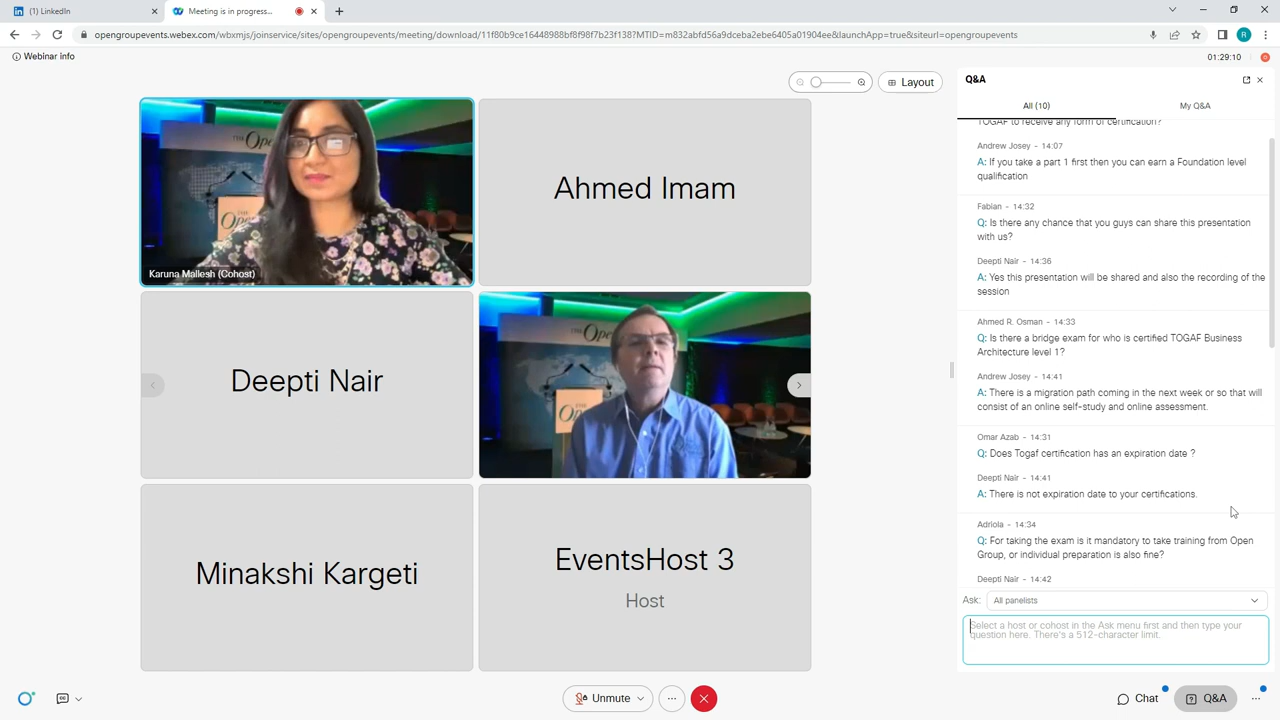 (1) LinkedIn
Meeting is in progress...
opengroupevents.webex.com/wbxmjs/joinservice/sites/opengroupevents/meeting/download/11f80b9ce16448988bf8f98f7b23f138?MTID=m832abfd56a9dceba2ebe6405a01904ee&launchApp=true&siteurl=opengroupevents
R
Webinar info
01:29:10
Layout
Q&A
All (10)
My Q&A
TOGAF to receive any form of certification?
Andrew Josey - 14:07
A: If you take a part 1 first then you can earn a Foundation level
qualification
Fabian - 14:32
Q: Is there any chance that you guys can share this presentation
with us?
Deepti Nair - 14:36
A: Yes this presentation will be shared and also the recording of the
session
Ahmed R. Osman - 14:33
Q: Is there a bridge exam for who is certified TOGAF Business
Architecture level 1?
Andrew Josey - 14:41
A: There is a migration path coming in the next week or so that will
consist of an online self-study and online assessment.
Omar Azab - 14:31
Q: Does Togaf certification has an expiration date ?
Deepti Nair - 14:41
A: There is not expiration date to your certifications.
Adriola - 14:34
Q: For taking the exam is it mandatory to take training from Open
Group, or individual preparation is also fine?
Deepti Nair - 14:42
Ask: All panelists
Select a host or cohost in the Ask menu first and then type your
question here. There's a 512-character limit.
Karuna Mallesh (Cohost)
Ahmed Imam
Deepti Nair
Minakshi Kargeti
EventsHost 3
Host
Unmute
Chat
Q&A